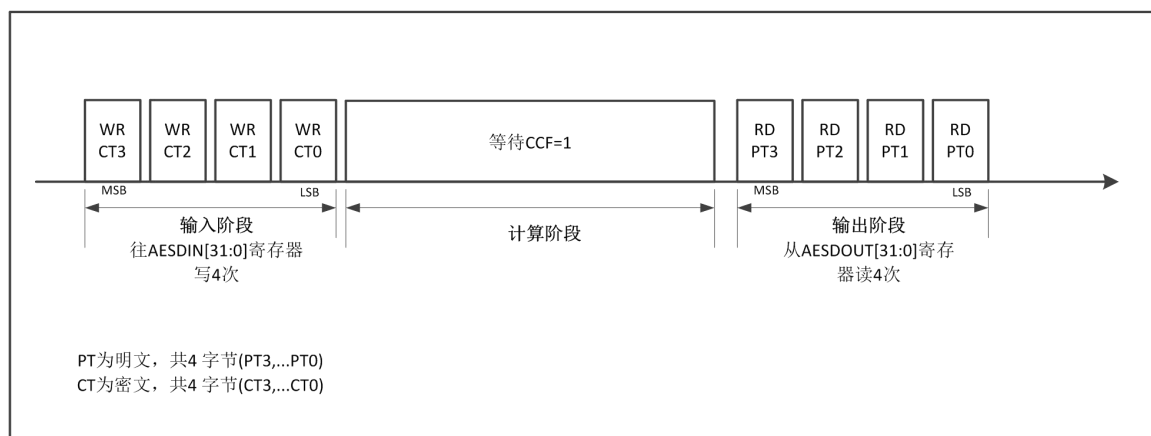 WR
CT3
WR
CT2
WR
CT1
WR
CT0
等待CCF=1
RD
PT3
RD
PT2
RD
PT1
RD
PT0
MSB
LSB
MSB
LSB
输入阶段
往AESDIN[31:0]寄存器
写4次
计算阶段
输出阶段
从AESDOUT[31:0]寄存
器读4次
PT为明文，共4 字节(PT3,...PT0)
CT为密文，共4 字节(CT3,...CT0)